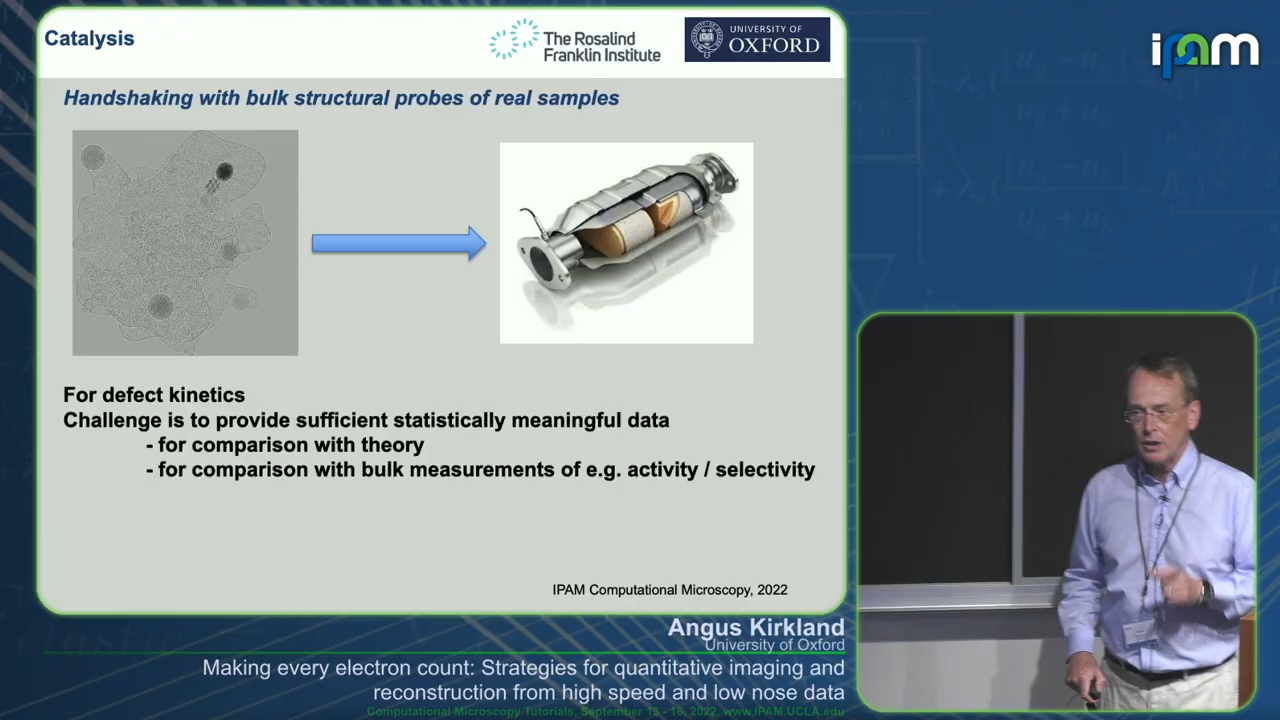 Catalysis
The Rosalind
Franklin Institute
UNIVERSITY OF
OXFORD
ipam
Handshaking with bulk structural probes of real samples
For defect kinetics
Challenge is to provide sufficient statistically meaningful data
- for comparison with theory
- for comparison with bulk measurements of e.g. activity / selectivity
IPAM Computational Microscopy, 2022
Angus Kirkland
University of Oxford
Making every electron count: Strategies for quantitative imaging and
reconstruction from high speed and low nose data
Computational Microscopy Tutorials, September 13 - 16, 2022, www.IPAM.UCLA.edu